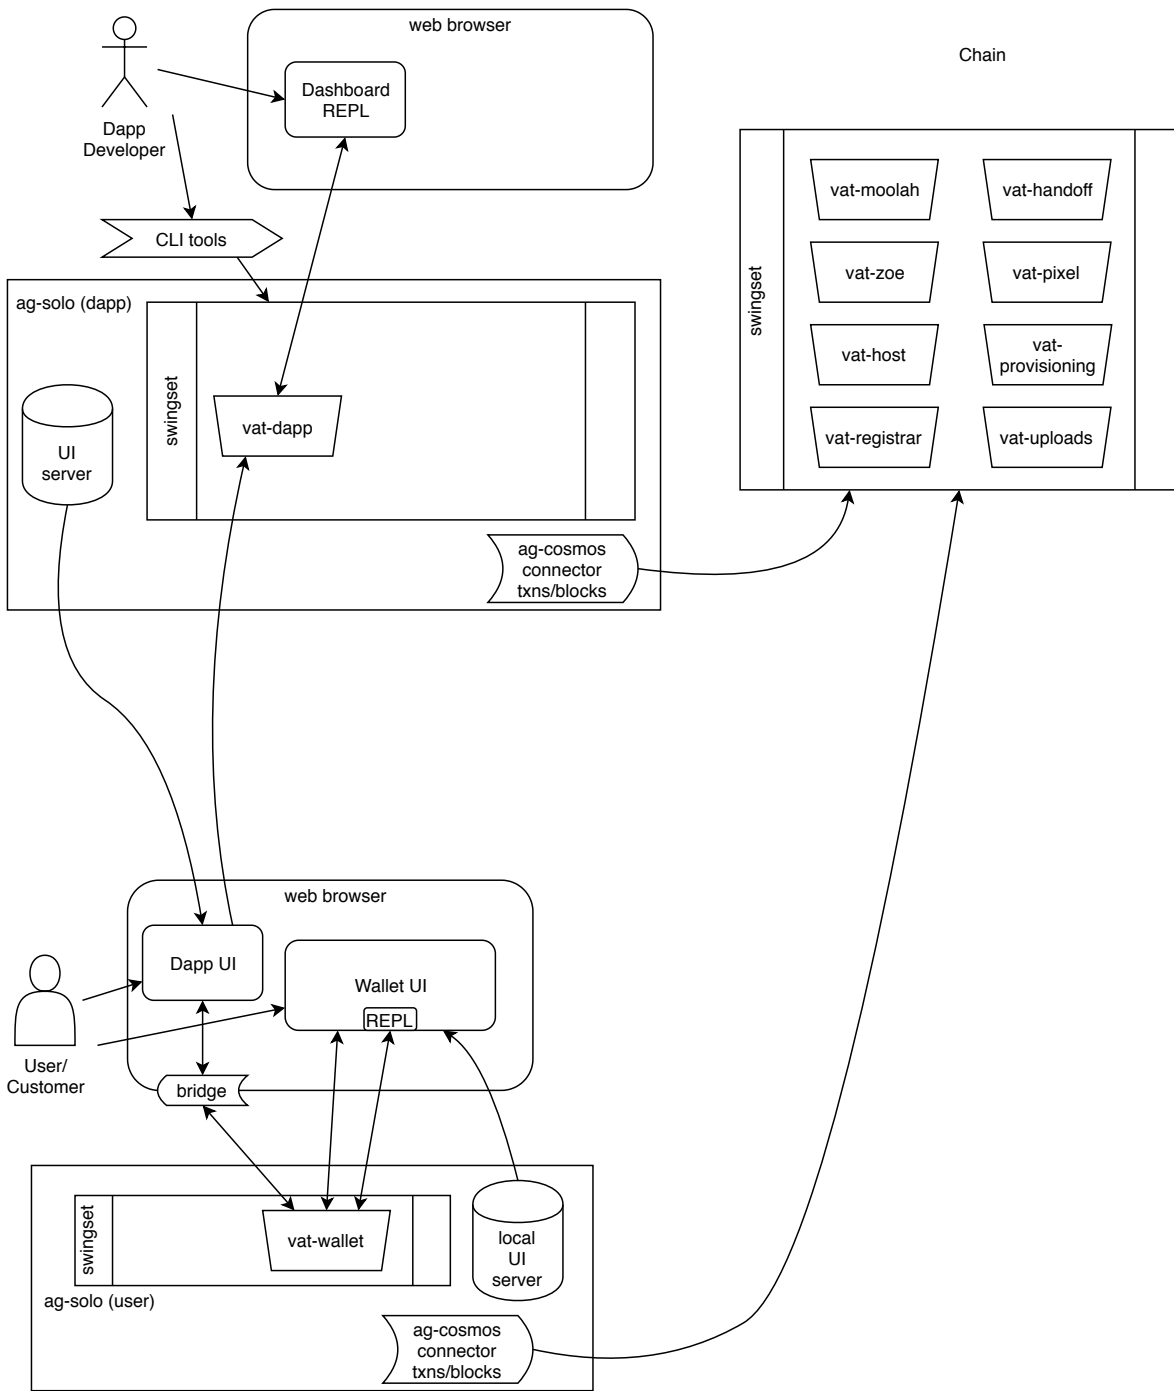 web browser
Dashboard
REPL
Dapp
Developer
CLI tools
ag-solo (dapp)
swingset
UI
server
vat-dapp
ag-cosmos
connector
txns/blocks
Chain
swingset
vat-moolah
vat-handoff
vat-zoe
vat-pixel
vat-host
vat-
provisioning
vat-registrar
vat-uploads
web browser
Dapp UI
Wallet UI
REPL
User/
Customer
bridge
swingset
vat-wallet
local
UI
server
ag-solo (user)
ag-cosmos
connector
txns/blocks